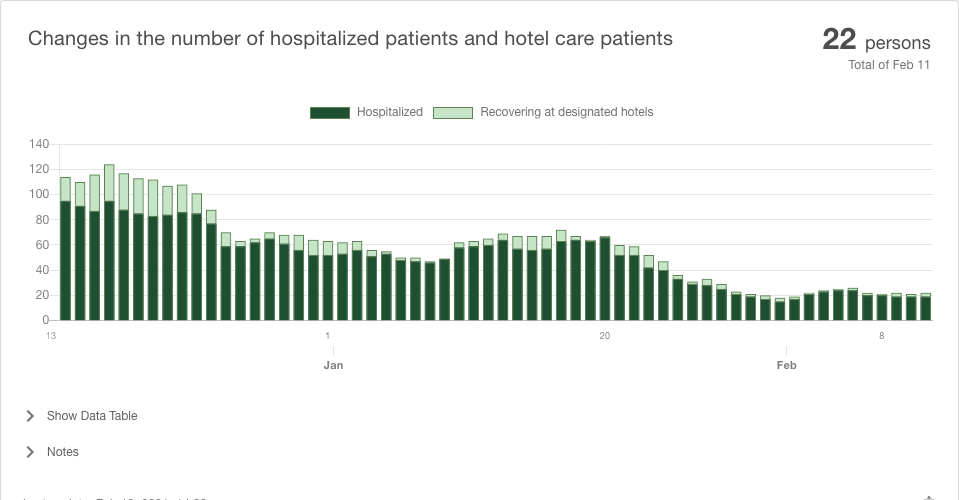 Changes in the number of hospitalized patients and hotel care patients
22 persons
Total of Feb 11
Hospitalized Recovering at designated hotels
140
120
100
80
60
40
20
0
13 1 20 8
Jan Feb
Show Data Table
Notes